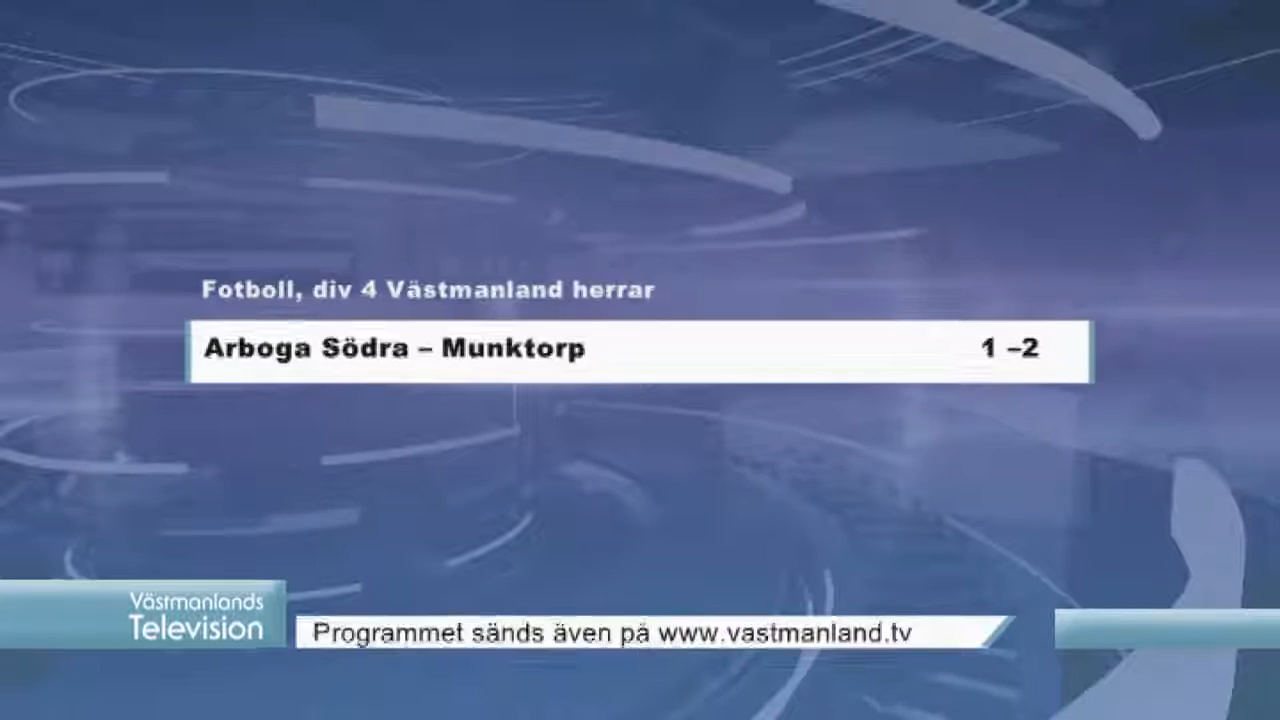 Fotboll, div 4 Västmanland herrar
Arboga Södra – Munktorp 1 –2
Västmanlands
Television
Programmet sänds även på www.vastmanland.tv